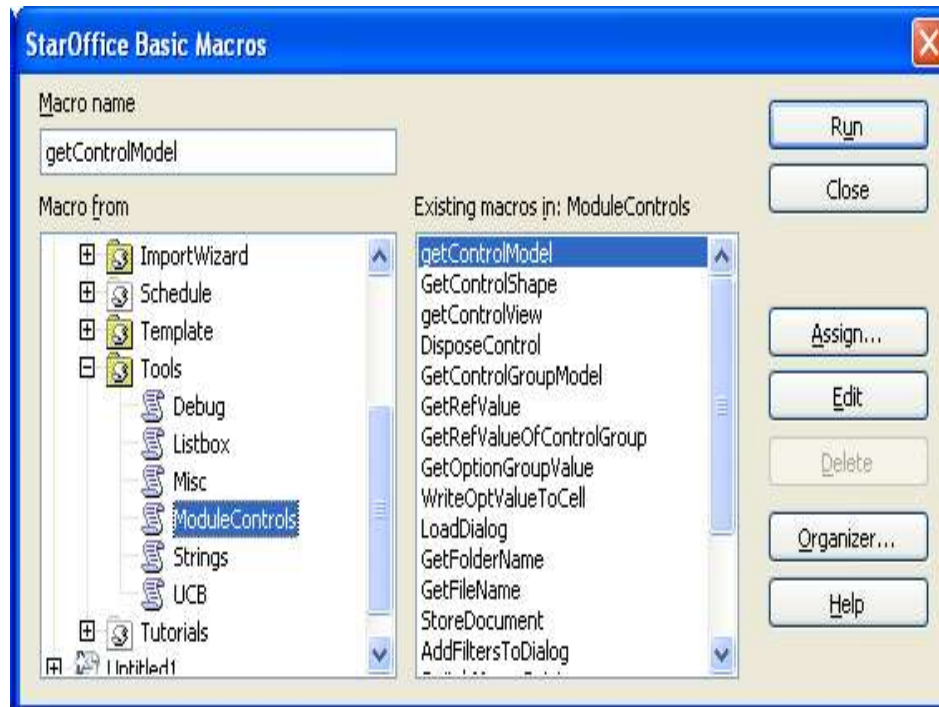 StarOffice Basic Macros
Macro name
getControlModel
Macro from
ImportWizard
Schedule
Template
Tools
Debug
Listbox
Misc
ModuleControls
Strings
UCB
Tutorials
Untitled1
Existing macros in: ModuleControls
getControlModel
GetControlShape
getControlView
DisposeControl
GetControlGroupModel
GetRefValue
GetRefValueOfControlGroup
GetOptionGroupValue
WriteOptValueToCell
LoadDialog
GetFolderName
GetFileName
StoreDocument
AddFiltersToDialog
Run
Close
Assign...
Edit
Delete
Organizer...
Help